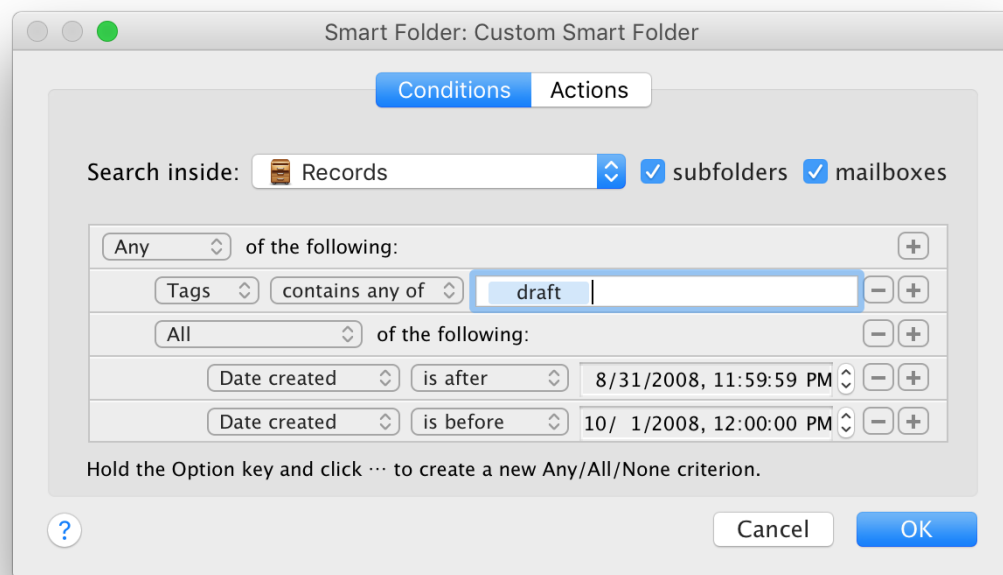 Smart Folder: Custom Smart Folder
Conditions Actions
Search inside: Records subfolders mailboxes
Any of the following:
Tags contains any of draft
All of the following:
Date created is after 8/31/2008, 11:59:59 PM
Date created is before 10/ 1/2008, 12:00:00 PM
Hold the Option key and click ··· to create a new Any/All/None criterion.
? Cancel OK